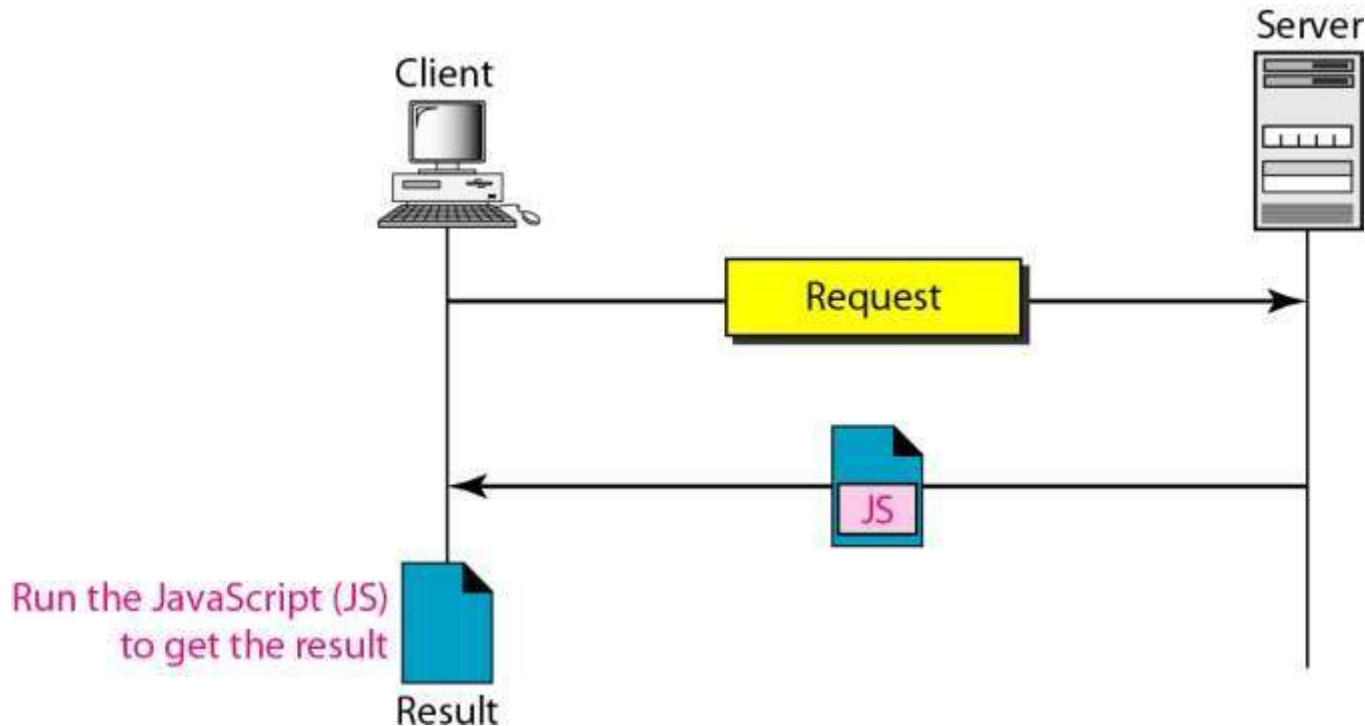 Server
Client
Request
JS
Run the JavaScript (JS)
to get the result
Result